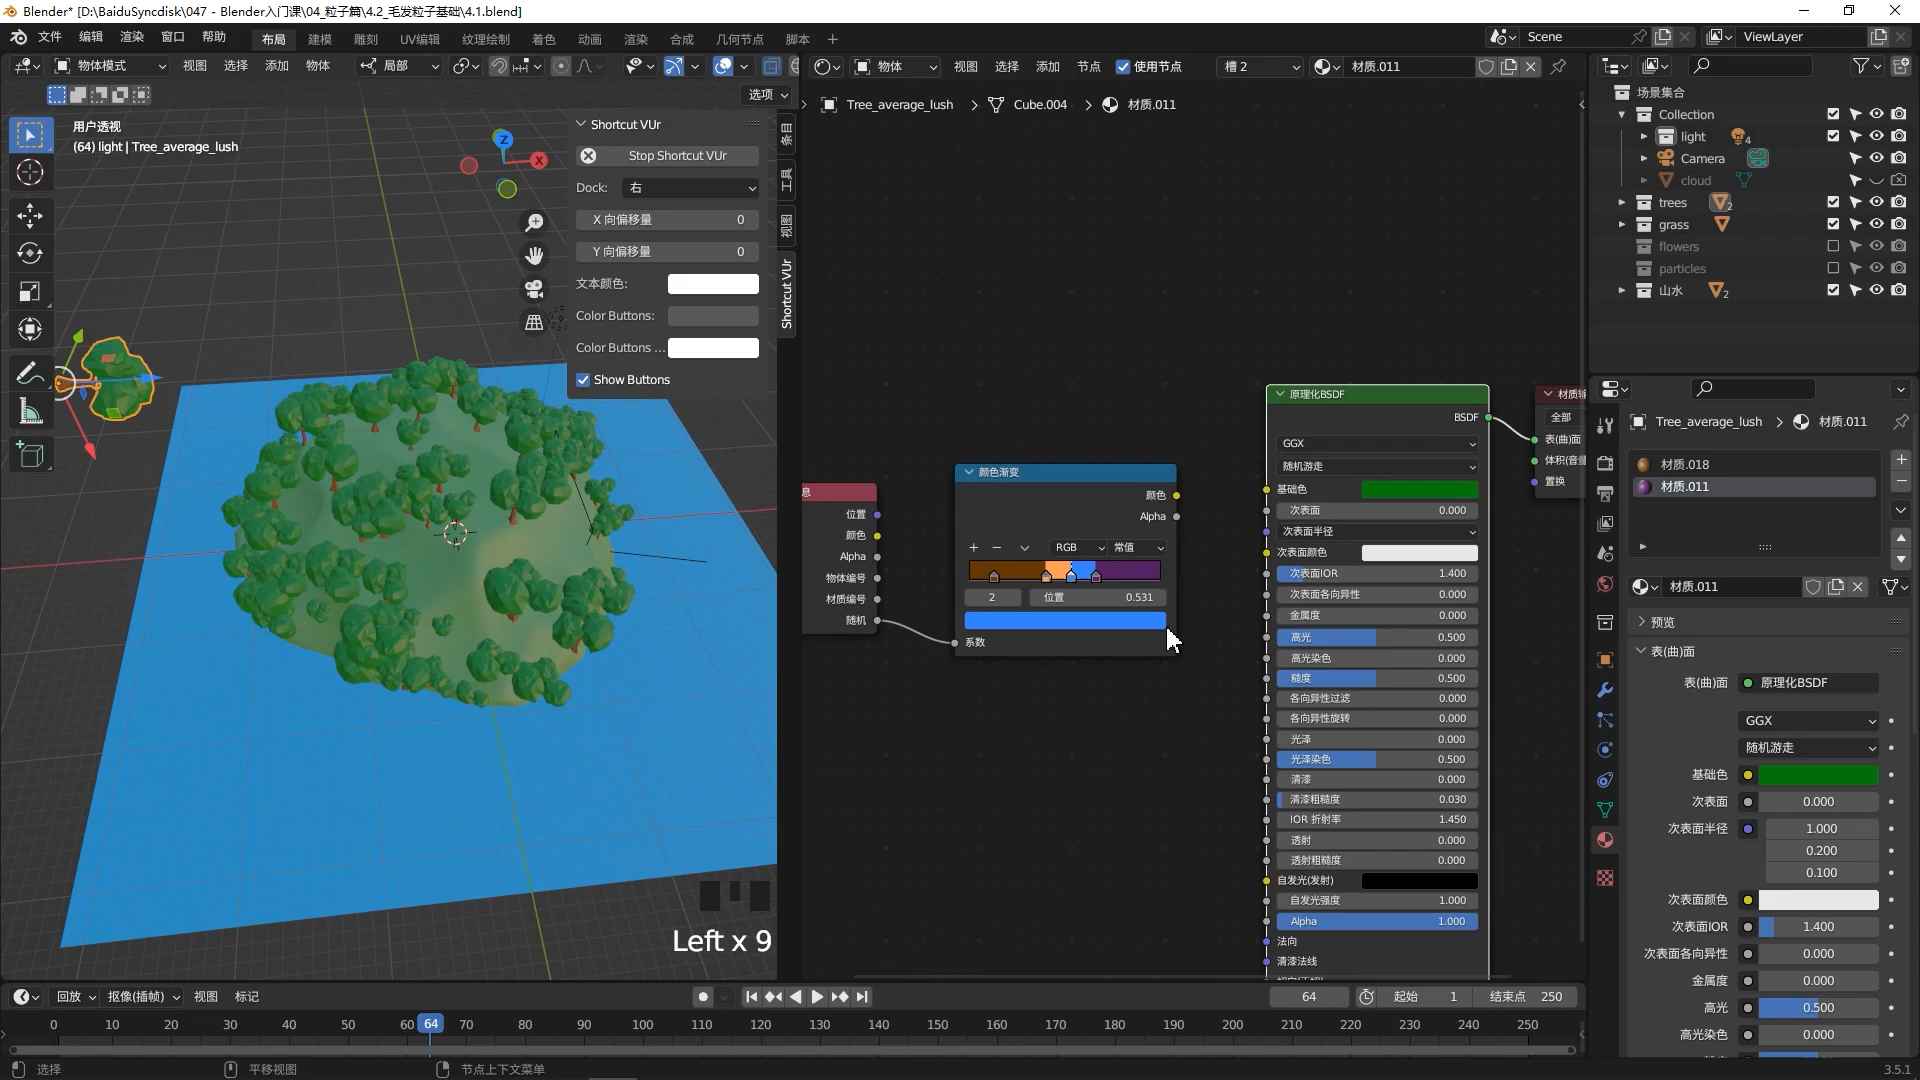 Blender* [D:\BaiduSyncdisk\047 - Blender入门课\04_粒子篇\4.2_毛发粒子基础\4.1.blend]
文件 编辑 渲染 窗口 帮助 布局 建模 雕刻 UV编辑 纹理绘制 着色 动画 渲染 合成 几何节点 脚本 + Scene ViewLayer
物体模式 视图 选择 添加 物体 局部
物体 视图 选择 添加 节点 使用节点 槽 2 材质.011
选项
用户透视
(64) light | Tree_average_lush
Z
X
Shortcut VUr
Stop Shortcut VUr
Dock: 右
X 向偏移量 0
Y 向偏移量 0
文本颜色:
Color Buttons:
Color Buttons ...
Show Buttons
条目
工具
视图
Shortcut VUr
Left x 9
Tree_average_lush > Cube.004 > 材质.011
息
位置
颜色
Alpha
物体编号
材质编号
随机
颜色渐变
颜色
Alpha
RGB 常值
2 位置 0.531
系数
原理化BSDF
BSDF
GGX
随机游走
基础色
次表面 0.000
次表面半径
次表面颜色
次表面IOR 1.400
次表面各向异性 0.000
金属度 0.000
高光 0.500
高光染色 0.000
糙度 0.500
各向异性过滤 0.000
各向异性旋转 0.000
光泽 0.000
光泽染色 0.500
清漆 0.000
清漆粗糙度 0.030
IOR 折射率 1.450
透射 0.000
透射粗糙度 0.000
自发光(发射)
自发光强度 1.000
Alpha 1.000
法向
清漆法线
材质输
全部
表(曲)面
体积(音量
置换
场景集合
Collection
light 4
Camera
cloud
trees 2
grass
flowers
particles
山水 2
Tree_average_lush > 材质.011
材质.018
材质.011
材质.011
预览
表(曲)面
表(曲)面 原理化BSDF
GGX
随机游走
基础色
次表面 0.000
次表面半径 1.000
0.200
0.100
次表面颜色
次表面IOR 1.400
次表面各向异性 0.000
金属度 0.000
高光 0.500
高光染色 0.000
回放 抠像(插帧) 视图 标记 64 起始 1 结束点 250
0 10 20 30 40 50 60 64 70 80 90 100 110 120 130 140 150 160 170 180 190 200 210 220 230 240 250
选择 平移视图 节点上下文菜单 3.5.1